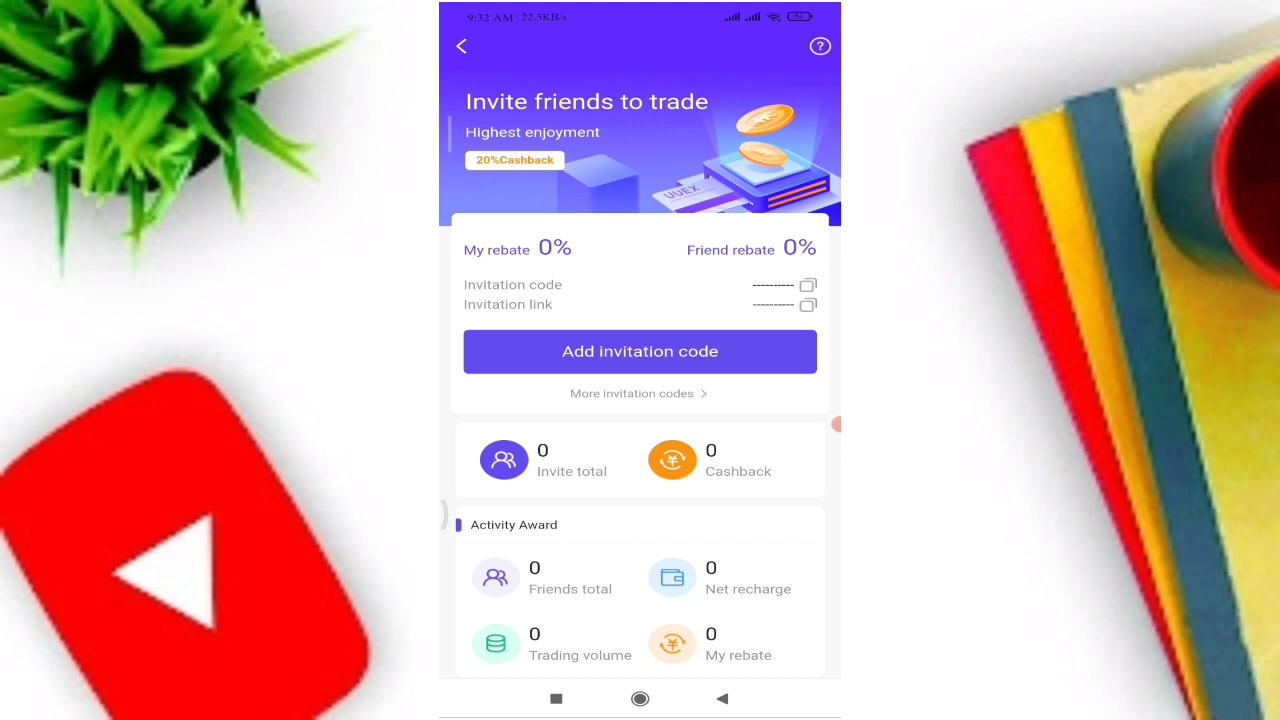 9:32 AM | 22.5KB/s
Invite friends to trade
Highest enjoyment
20%Cashback
UUEX
My rebate 0%
Friend rebate 0%
Invitation code ----------
Invitation link ----------
Add invitation code
More invitation codes >
0
Invite total
0
Cashback
Activity Award
0
Friends total
0
Net recharge
0
Trading volume
0
My rebate